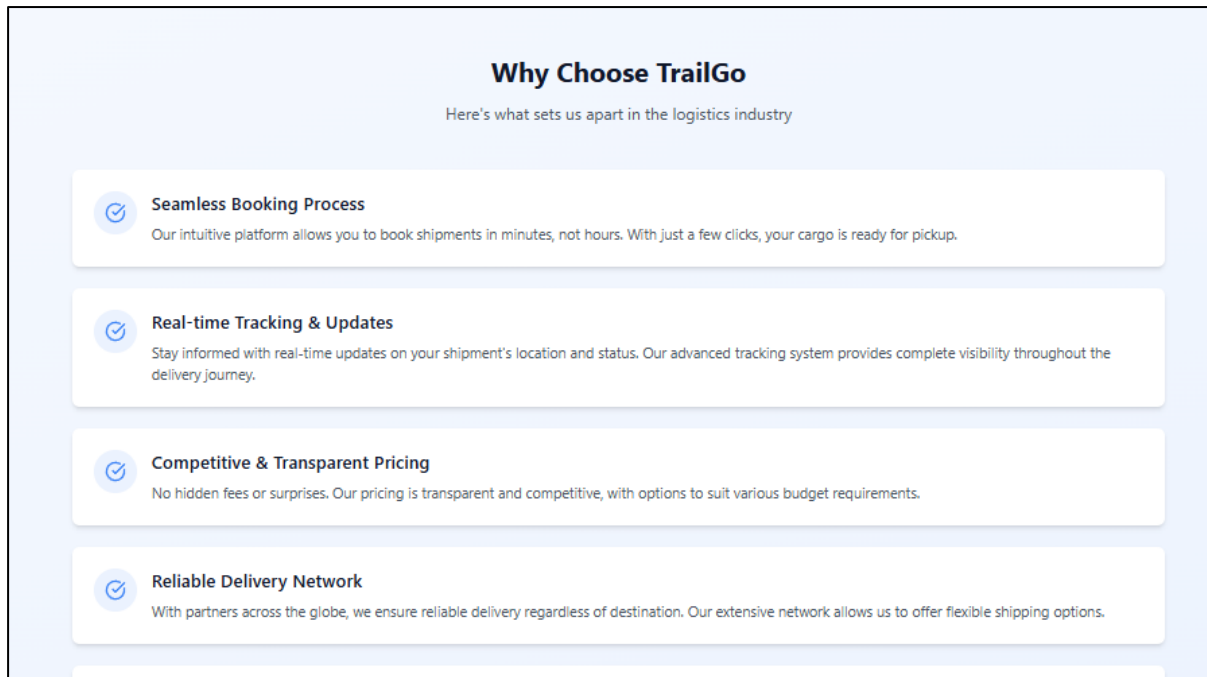 Why Choose TrailGo
Here's what sets us apart in the logistics industry
Seamless Booking Process
Our intuitive platform allows you to book shipments in minutes, not hours. With just a few clicks, your cargo is ready for pickup.
Real-time Tracking & Updates
Stay informed with real-time updates on your shipment's location and status. Our advanced tracking system provides complete visibility throughout the
delivery journey.
Competitive & Transparent Pricing
No hidden fees or surprises. Our pricing is transparent and competitive, with options to suit various budget requirements.
Reliable Delivery Network
With partners across the globe, we ensure reliable delivery regardless of destination. Our extensive network allows us to offer flexible shipping options.